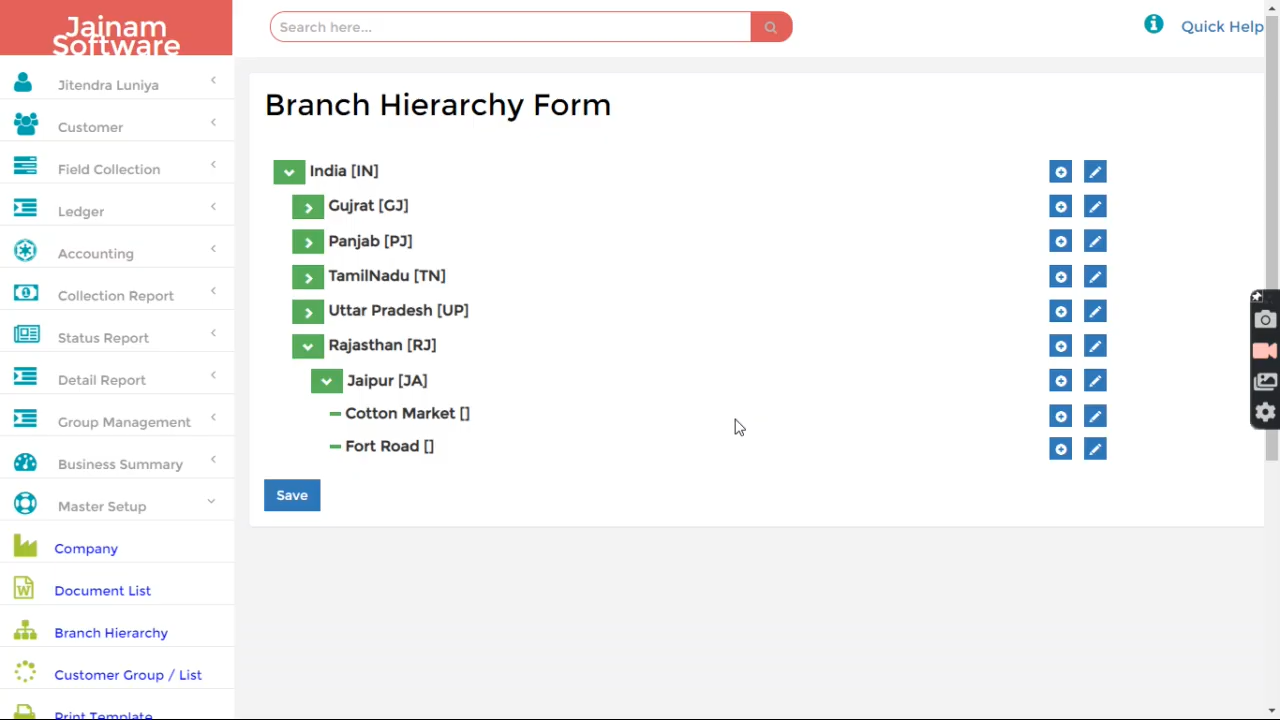 Jainam
Software
Search here...
Quick Help
Jitendra Luniya
Customer
Field Collection
Ledger
Accounting
Collection Report
Status Report
Detail Report
Group Management
Business Summary
Master Setup
Company
Document List
Branch Hierarchy
Customer Group / List
Print Template
Branch Hierarchy Form
India [IN]
Gujrat [GJ]
Panjab [PJ]
TamilNadu [TN]
Uttar Pradesh [UP]
Rajasthan [RJ]
Jaipur [JA]
Cotton Market []
Fort Road []
Save